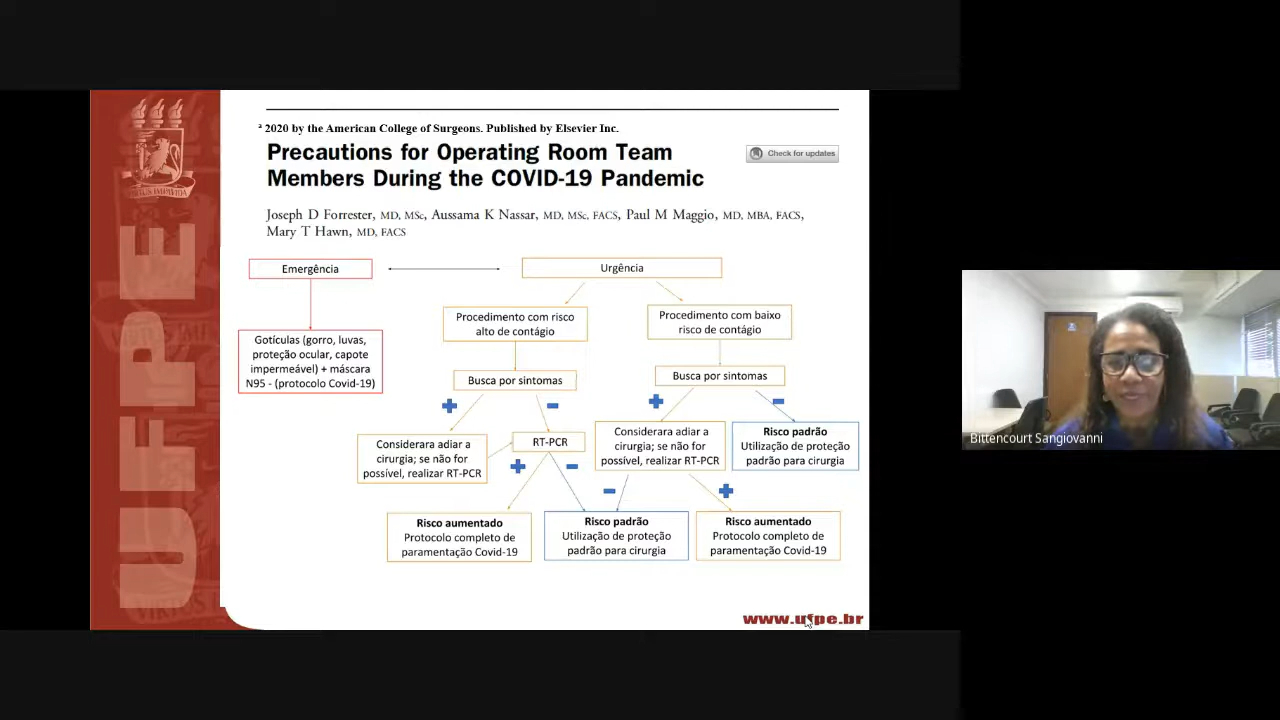 ª 2020 by the American College of Surgeons. Published by Elsevier Inc.
Precautions for Operating Room Team
Members During the COVID-19 Pandemic
Check for updates
Joseph D Forrester, MD, MSc, Aussama K Nassar, MD, MSc, FACS, Paul M Maggio, MD, MBA, FACS,
Mary T Hawn, MD, FACS
Emergência
Urgência
Gotículas (gorro, luvas,
proteção ocular, capote
impermeável) + máscara
N95 - (protocolo Covid-19)
Procedimento com risco
alto de contágio
Procedimento com baixo
risco de contágio
Busca por sintomas
Busca por sintomas
Considerara adiar a
cirurgia; se não for
possível, realizar RT-PCR
RT-PCR
Considerara adiar a
cirurgia; se não for
possível, realizar RT-PCR
Risco padrão
Utilização de proteção
padrão para cirurgia
Risco aumentado
Protocolo completo de
paramentação Covid-19
Risco padrão
Utilização de proteção
padrão para cirurgia
Risco aumentado
Protocolo completo de
paramentação Covid-19
UFPE
www.ufpe.br
Bittencourt Sangiovanni